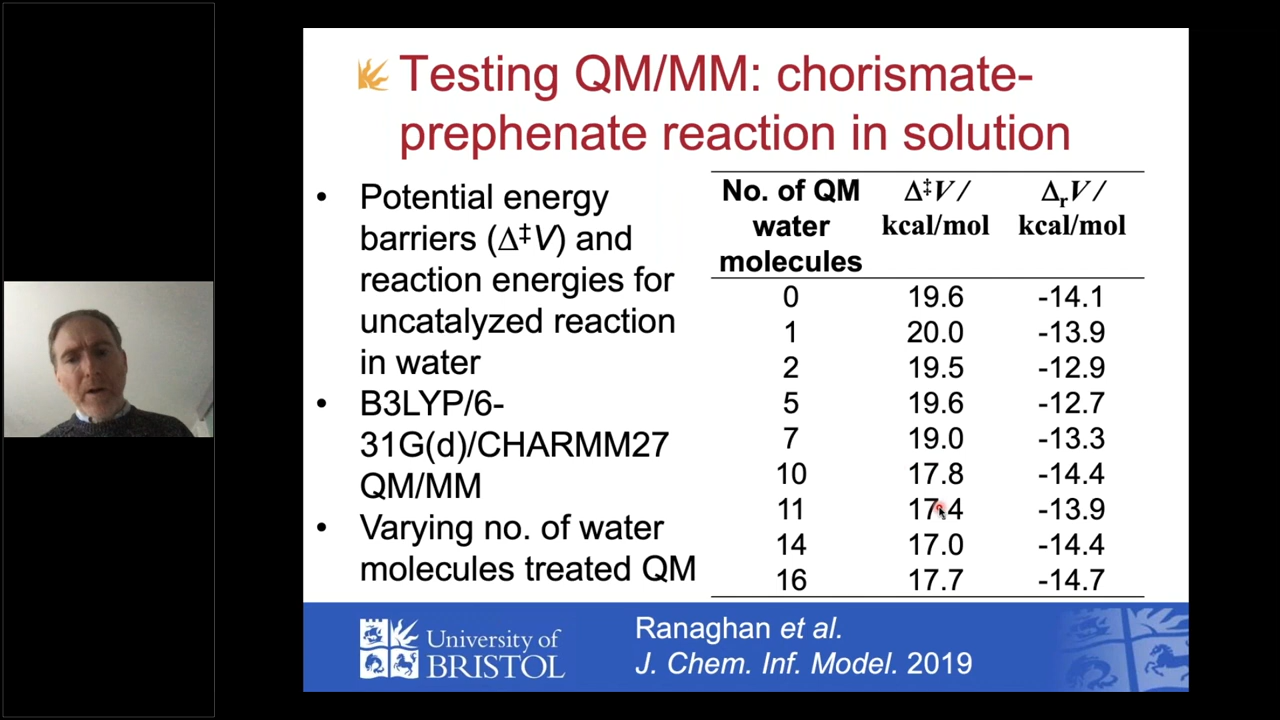 Testing QM/MM: chorismate-
prephenate reaction in solution
• Potential energy
barriers (Δ‡V) and
reaction energies for
uncatalyzed reaction
in water
• B3LYP/6-
31G(d)/CHARMM27
QM/MM
• Varying no. of water
molecules treated QM
No. of QM water molecules Δ‡V / kcal/mol ΔrV / kcal/mol
0 19.6 -14.1
1 20.0 -13.9
2 19.5 -12.9
5 19.6 -12.7
7 19.0 -13.3
10 17.8 -14.4
11 17.4 -13.9
14 17.0 -14.4
16 17.7 -14.7
University of
BRISTOL
Ranaghan et al.
J. Chem. Inf. Model. 2019